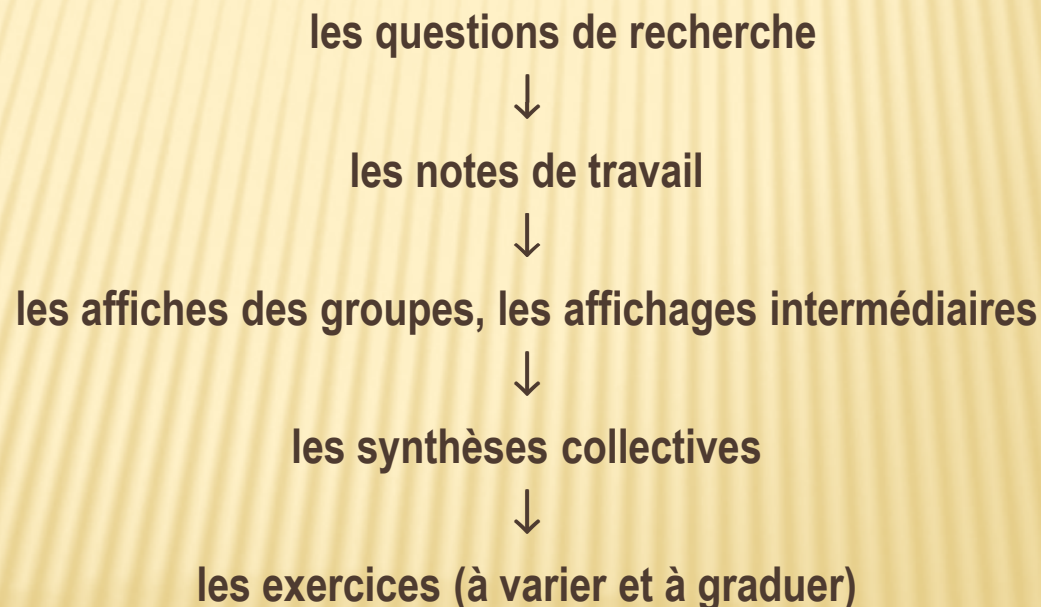 les questions de recherche
↓
les notes de travail
↓
les affiches des groupes, les affichages intermédiaires
↓
les synthèses collectives
↓
les exercices (à varier et à graduer)